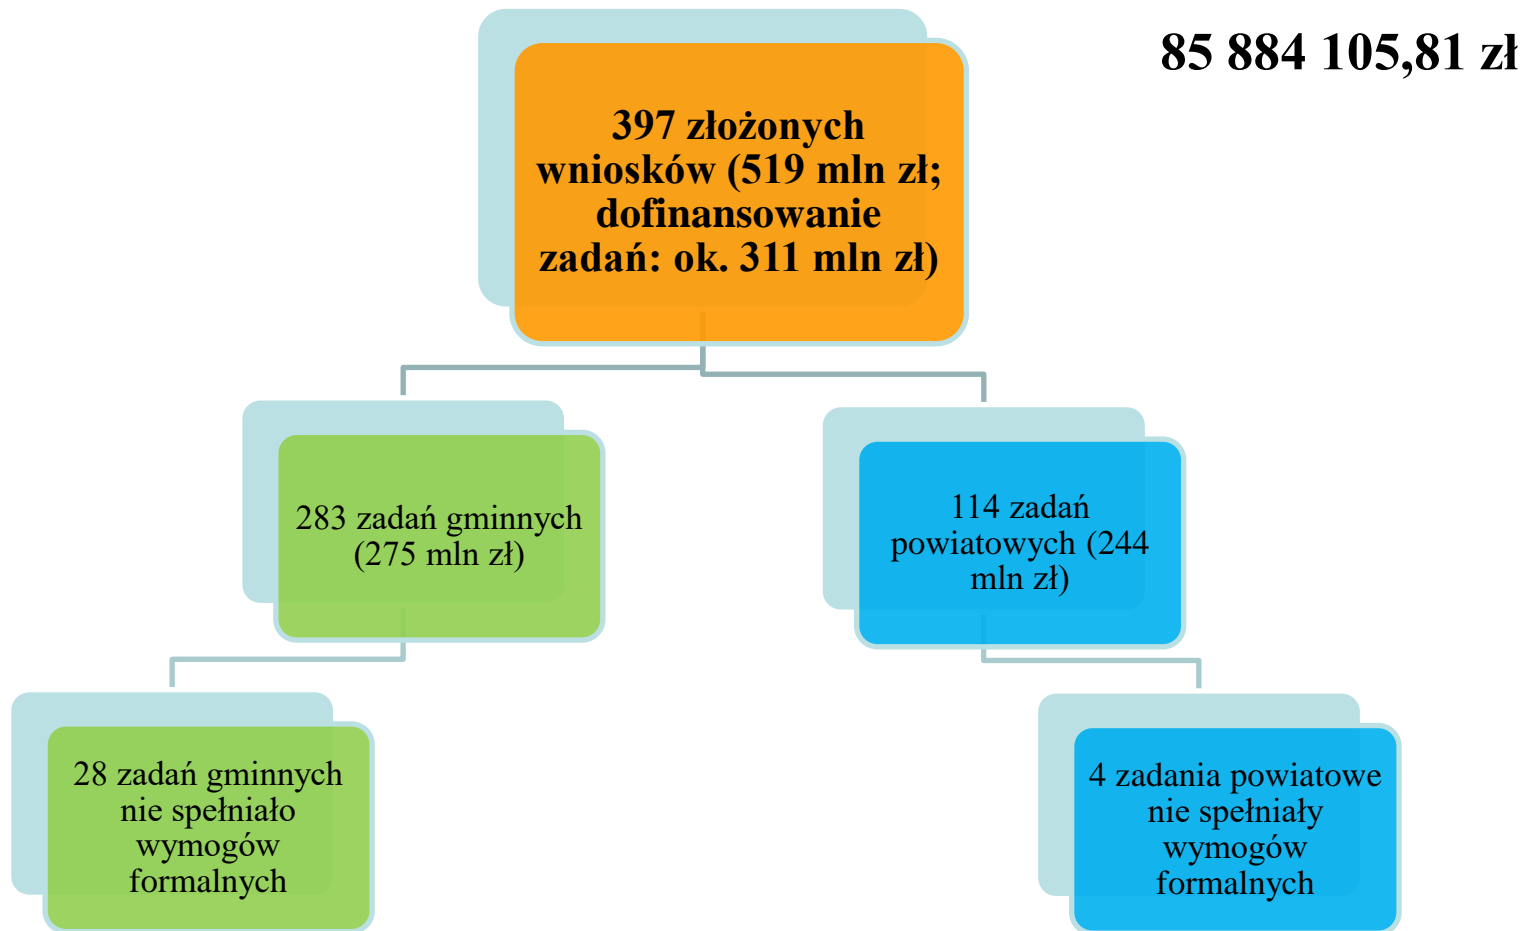 85 884 105,81 zł
397 złożonych
wniosków (519 mln zł;
dofinansowanie
zadań: ok. 311 mln zł)
283 zadań gminnych
(275 mln zł)
114 zadań
powiatowych (244
mln zł)
28 zadań gminnych
nie spełniało
wymogów
formalnych
4 zadania powiatowe
nie spełniały
wymogów
formalnych